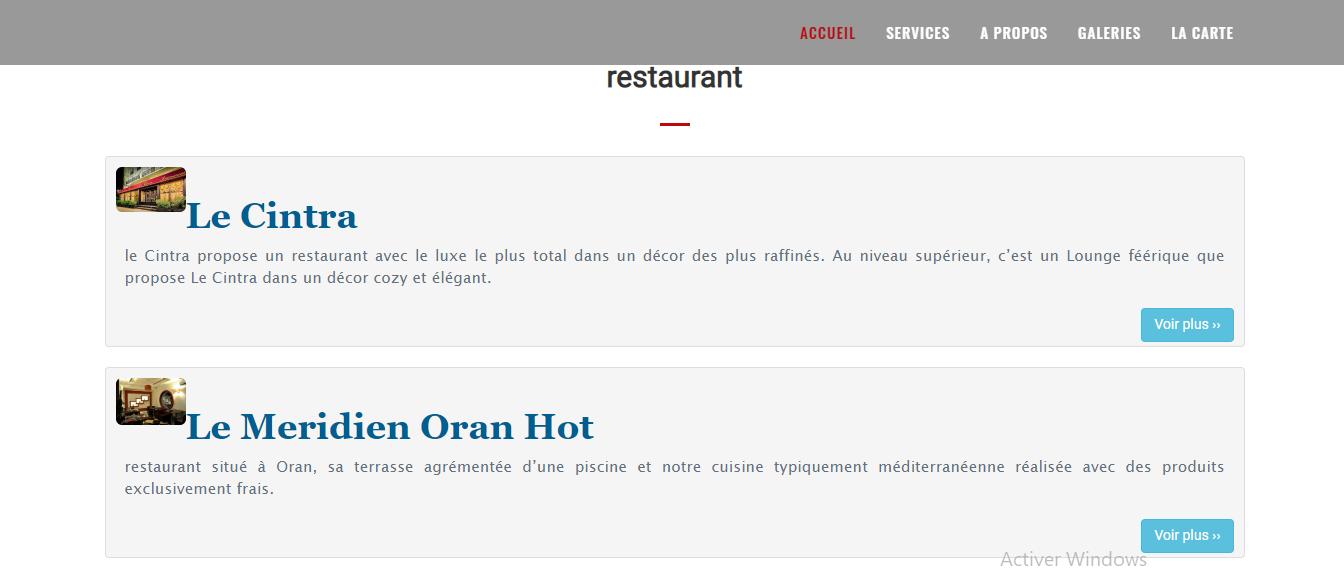 ACCUEIL SERVICES A PROPOS GALERIES LA CARTE
restaurant
Le Cintra
le Cintra propose un restaurant avec le luxe le plus total dans un décor des plus raffinés. Au niveau supérieur, c’est un Lounge féérique que
propose Le Cintra dans un décor cozy et élégant.
Voir plus ››
Le Meridien Oran Hot
restaurant situé à Oran, sa terrasse agrémentée d’une piscine et notre cuisine typiquement méditerranéenne réalisée avec des produits
exclusivement frais.
Voir plus ››
Activer Windows